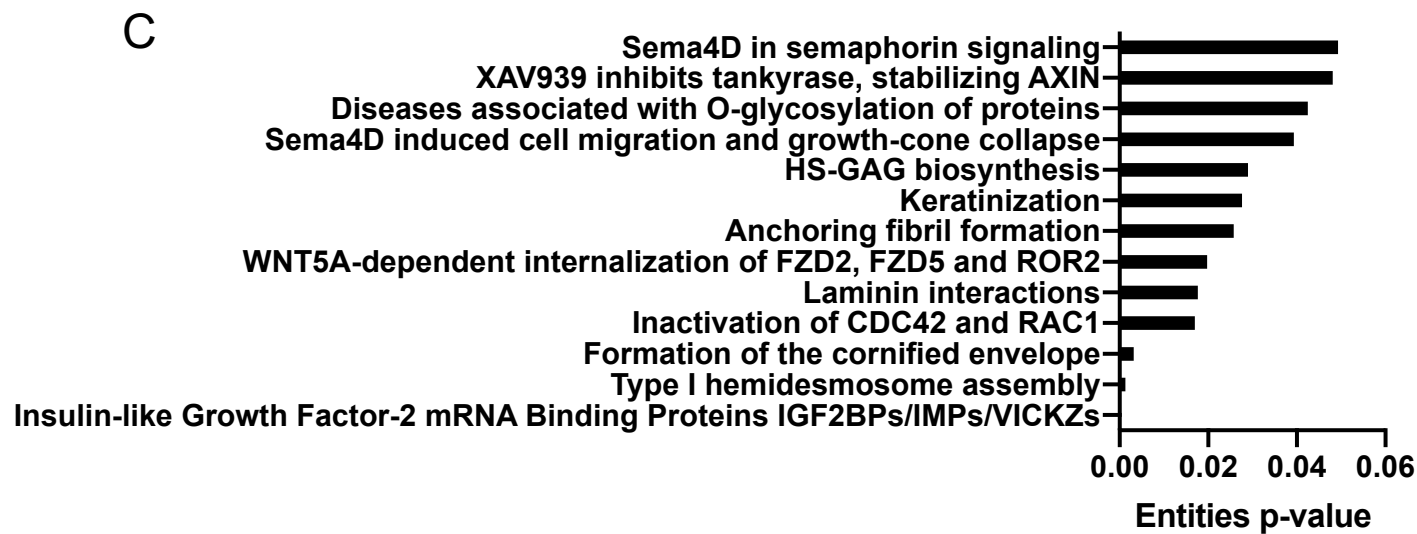 C
Sema4D in semaphorin signaling
XAV939 inhibits tankyrase, stabilizing AXIN
Diseases associated with O-glycosylation of proteins
Sema4D induced cell migration and growth-cone collapse
HS-GAG biosynthesis
Keratinization
Anchoring fibril formation
WNT5A-dependent internalization of FZD2, FZD5 and ROR2
Laminin interactions
Inactivation of CDC42 and RAC1
Formation of the cornified envelope
Type I hemidesmosome assembly
Insulin-like Growth Factor-2 mRNA Binding Proteins IGF2BPs/IMPs/VICKZs
0.00 0.02 0.04 0.06
Entities p-value